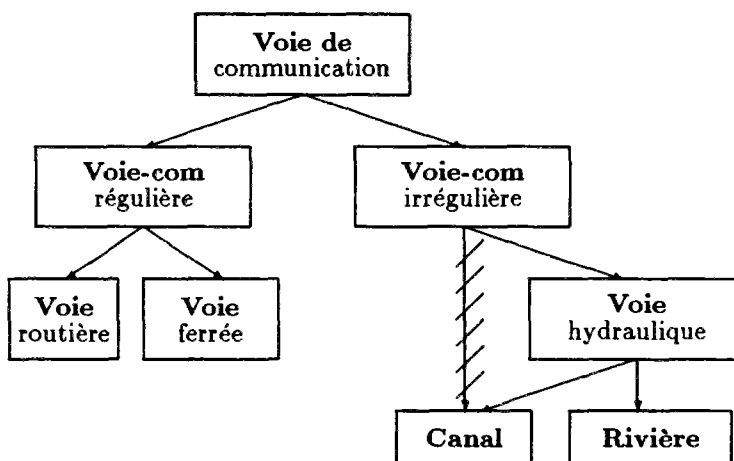 Voie de
communication
Voie-com
régulière
Voie-com
irrégulière
Voie
routière
Voie
ferrée
Voie
hydraulique
Canal
Rivière